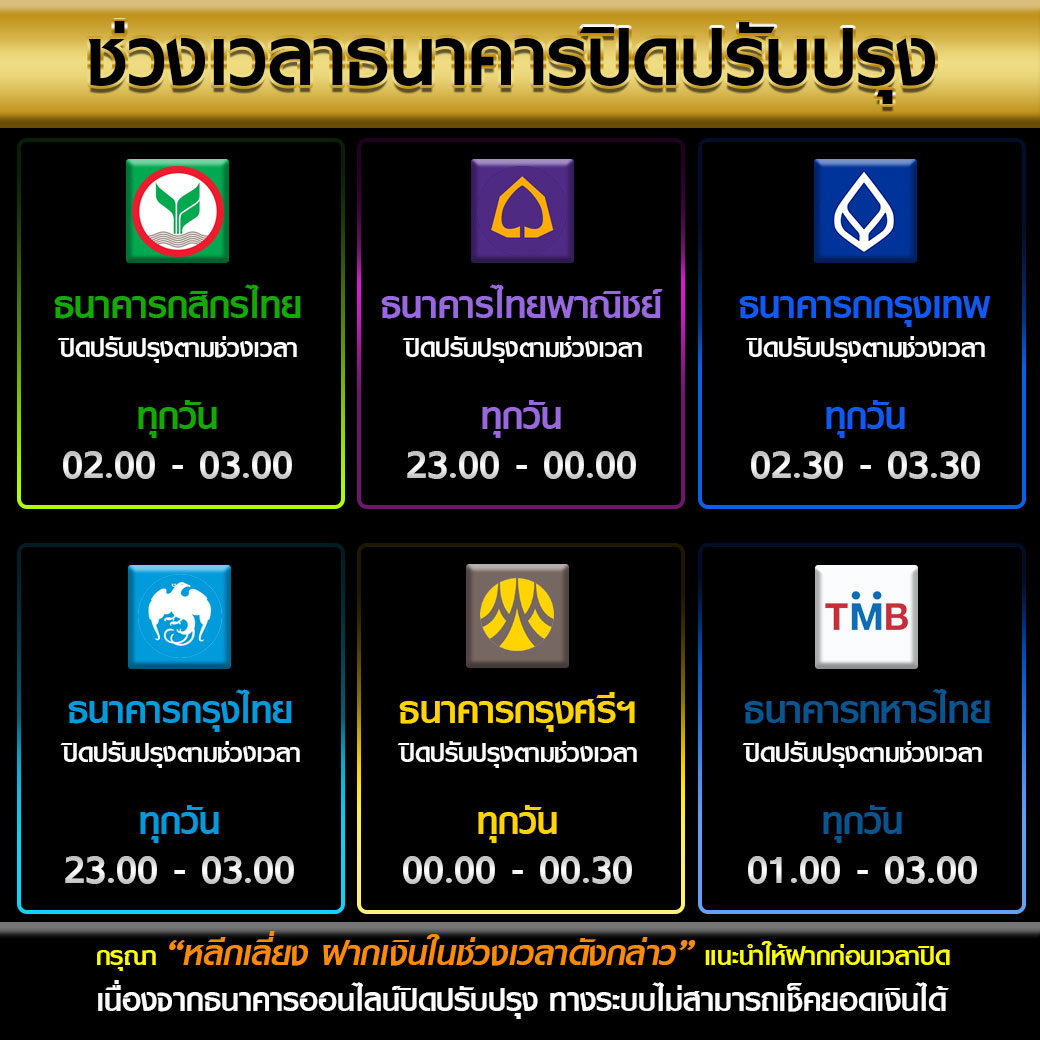 ช่วงเวลาธนาคารปิดปรับปรุง
ธนาคารกสิกรไทย
ปิดปรับปรุงตามช่วงเวลา
ทุกวัน
02.00 - 03.00
ธนาคารไทยพาณิชย์
ปิดปรับปรุงตามช่วงเวลา
ทุกวัน
23.00 - 00.00
ธนาคารกกรุงเทพ
ปิดปรับปรุงตามช่วงเวลา
ทุกวัน
02.30 - 03.30
ธนาคารกรุงไทย
ปิดปรับปรุงตามช่วงเวลา
ทุกวัน
23.00 - 03.00
ธนาคารกรุงศรีฯ
ปิดปรับปรุงตามช่วงเวลา
ทุกวัน
00.00 - 00.30
TMB
ธนาการทหารไทย
ปิดปรับปรุงตามช่วงเวลา
ทุกวัน
01.00 - 03.00
กรุณา “หลีกเลี่ยง ฝากเงินในช่วงเวลาดังกล่าว” แนะนำให้ฝากก่อนเวลาปิด
เนื่องจากธนาคารออนไลน์ปิดปรับปรุง ทางระบบไม่สามารถเช็คยอดเงินได้